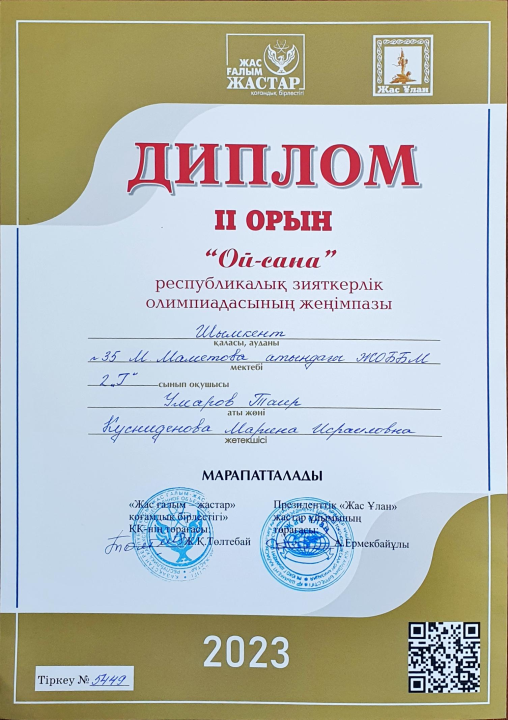 ЖАС
ҒАЛЫМ
ЖАСТАР
қоғамдық бірлестігі
Жас Ұлан
ДИПЛОМ
II ОРЫН
“Ой-сана”
республикалық зияткерлік
олимпиадасының жеңімпазы
Шымкент
қаласы, ауданы
№35 М. Маметова атындағы ЖОББМ
мектебі
2„Г“ сынып оқушысы
Умаров Таир
аты жөні
Кусниденова Марина Исраиловна
жетекшісі
МАРАПАТТАЛАДЫ
«Жас ғалым - жастар»
қоғамдық бірлестігі»
ҚК-нің төрағасы
Ж.Қ.Төлтебай
Президенттік «Жас Ұлан»
жастар ұйымының
төрағасы:
А.Ермекбайұлы
2023
Тіркеу № 5449